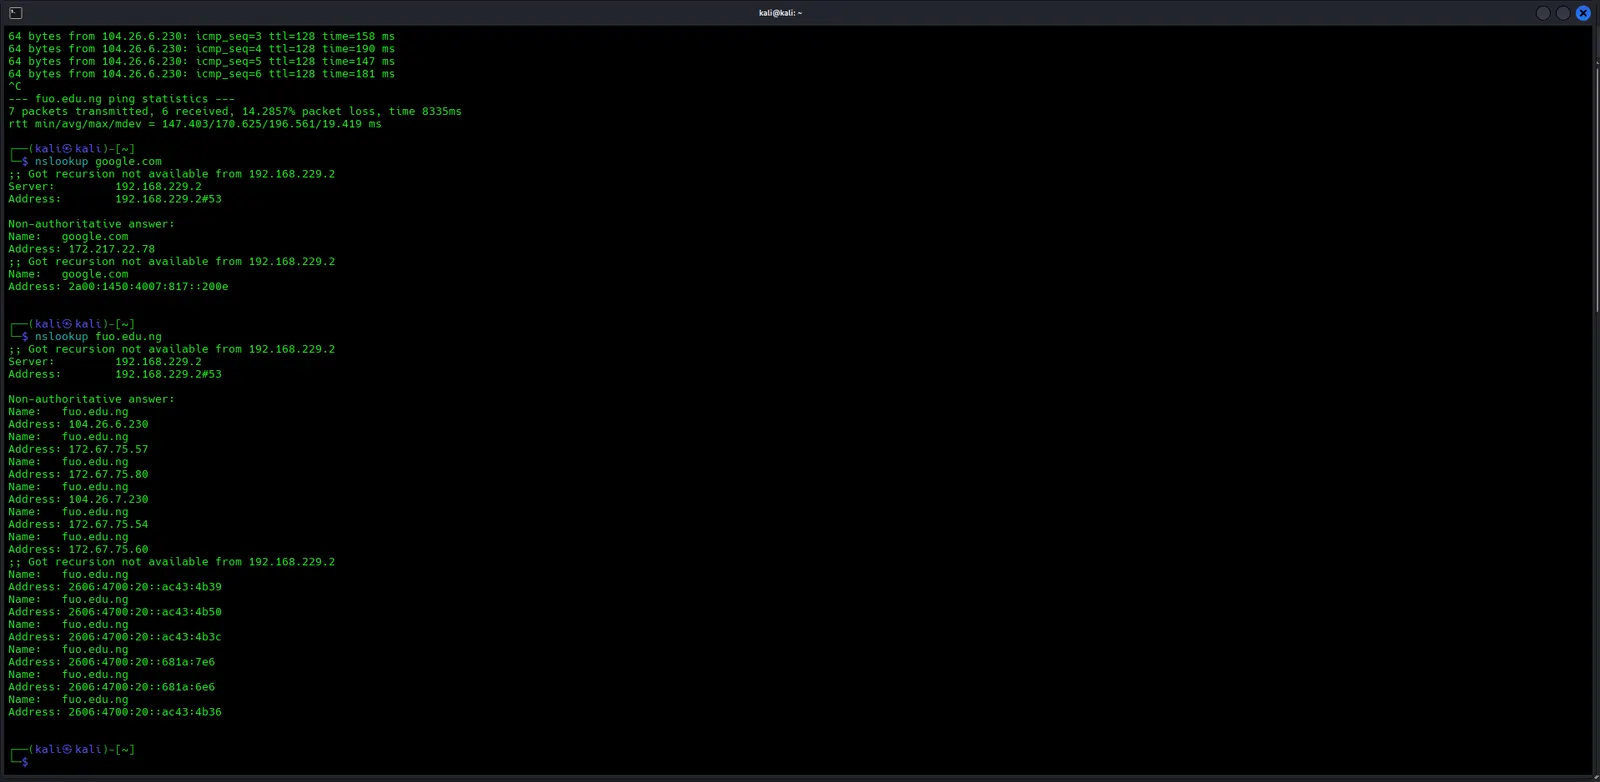 kali@kali: ~
64 bytes from 104.26.6.230: icmp_seq=3 ttl=128 time=158 ms
64 bytes from 104.26.6.230: icmp_seq=4 ttl=128 time=190 ms
64 bytes from 104.26.6.230: icmp_seq=5 ttl=128 time=147 ms
64 bytes from 104.26.6.230: icmp_seq=6 ttl=128 time=181 ms
^C
--- fuo.edu.ng ping statistics ---
7 packets transmitted, 6 received, 14.2857% packet loss, time 8335ms
rtt min/avg/max/mdev = 147.403/170.625/196.561/19.419 ms
┌──(kali㉿kali)-[~]
└─$ nslookup google.com
;; Got recursion not available from 192.168.229.2
Server:         192.168.229.2
Address:        192.168.229.2#53
Non-authoritative answer:
Name:   google.com
Address: 172.217.22.78
;; Got recursion not available from 192.168.229.2
Name:   google.com
Address: 2a00:1450:4007:817::200e
┌──(kali㉿kali)-[~]
└─$ nslookup fuo.edu.ng
;; Got recursion not available from 192.168.229.2
Server:         192.168.229.2
Address:        192.168.229.2#53
Non-authoritative answer:
Name:   fuo.edu.ng
Address: 104.26.6.230
Name:   fuo.edu.ng
Address: 172.67.75.57
Name:   fuo.edu.ng
Address: 172.67.75.80
Name:   fuo.edu.ng
Address: 104.26.7.230
Name:   fuo.edu.ng
Address: 172.67.75.54
Name:   fuo.edu.ng
Address: 172.67.75.60
;; Got recursion not available from 192.168.229.2
Name:   fuo.edu.ng
Address: 2606:4700:20::ac43:4b39
Name:   fuo.edu.ng
Address: 2606:4700:20::ac43:4b50
Name:   fuo.edu.ng
Address: 2606:4700:20::ac43:4b3c
Name:   fuo.edu.ng
Address: 2606:4700:20::681a:7e6
Name:   fuo.edu.ng
Address: 2606:4700:20::681a:6e6
Name:   fuo.edu.ng
Address: 2606:4700:20::ac43:4b36
┌──(kali㉿kali)-[~]
└─$